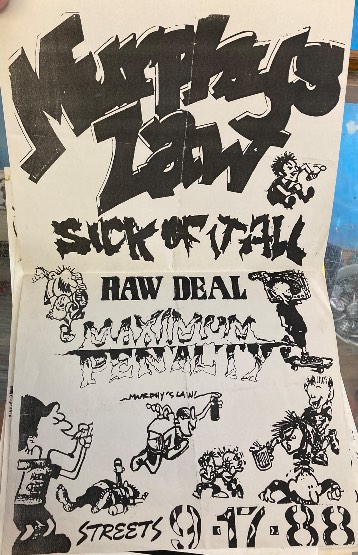 Murphy's
Law
SICK OF IT ALL
RAW DEAL
MAXIMUM
PENALTY
MURPHY'S LAW!
STREETS 9·17·88